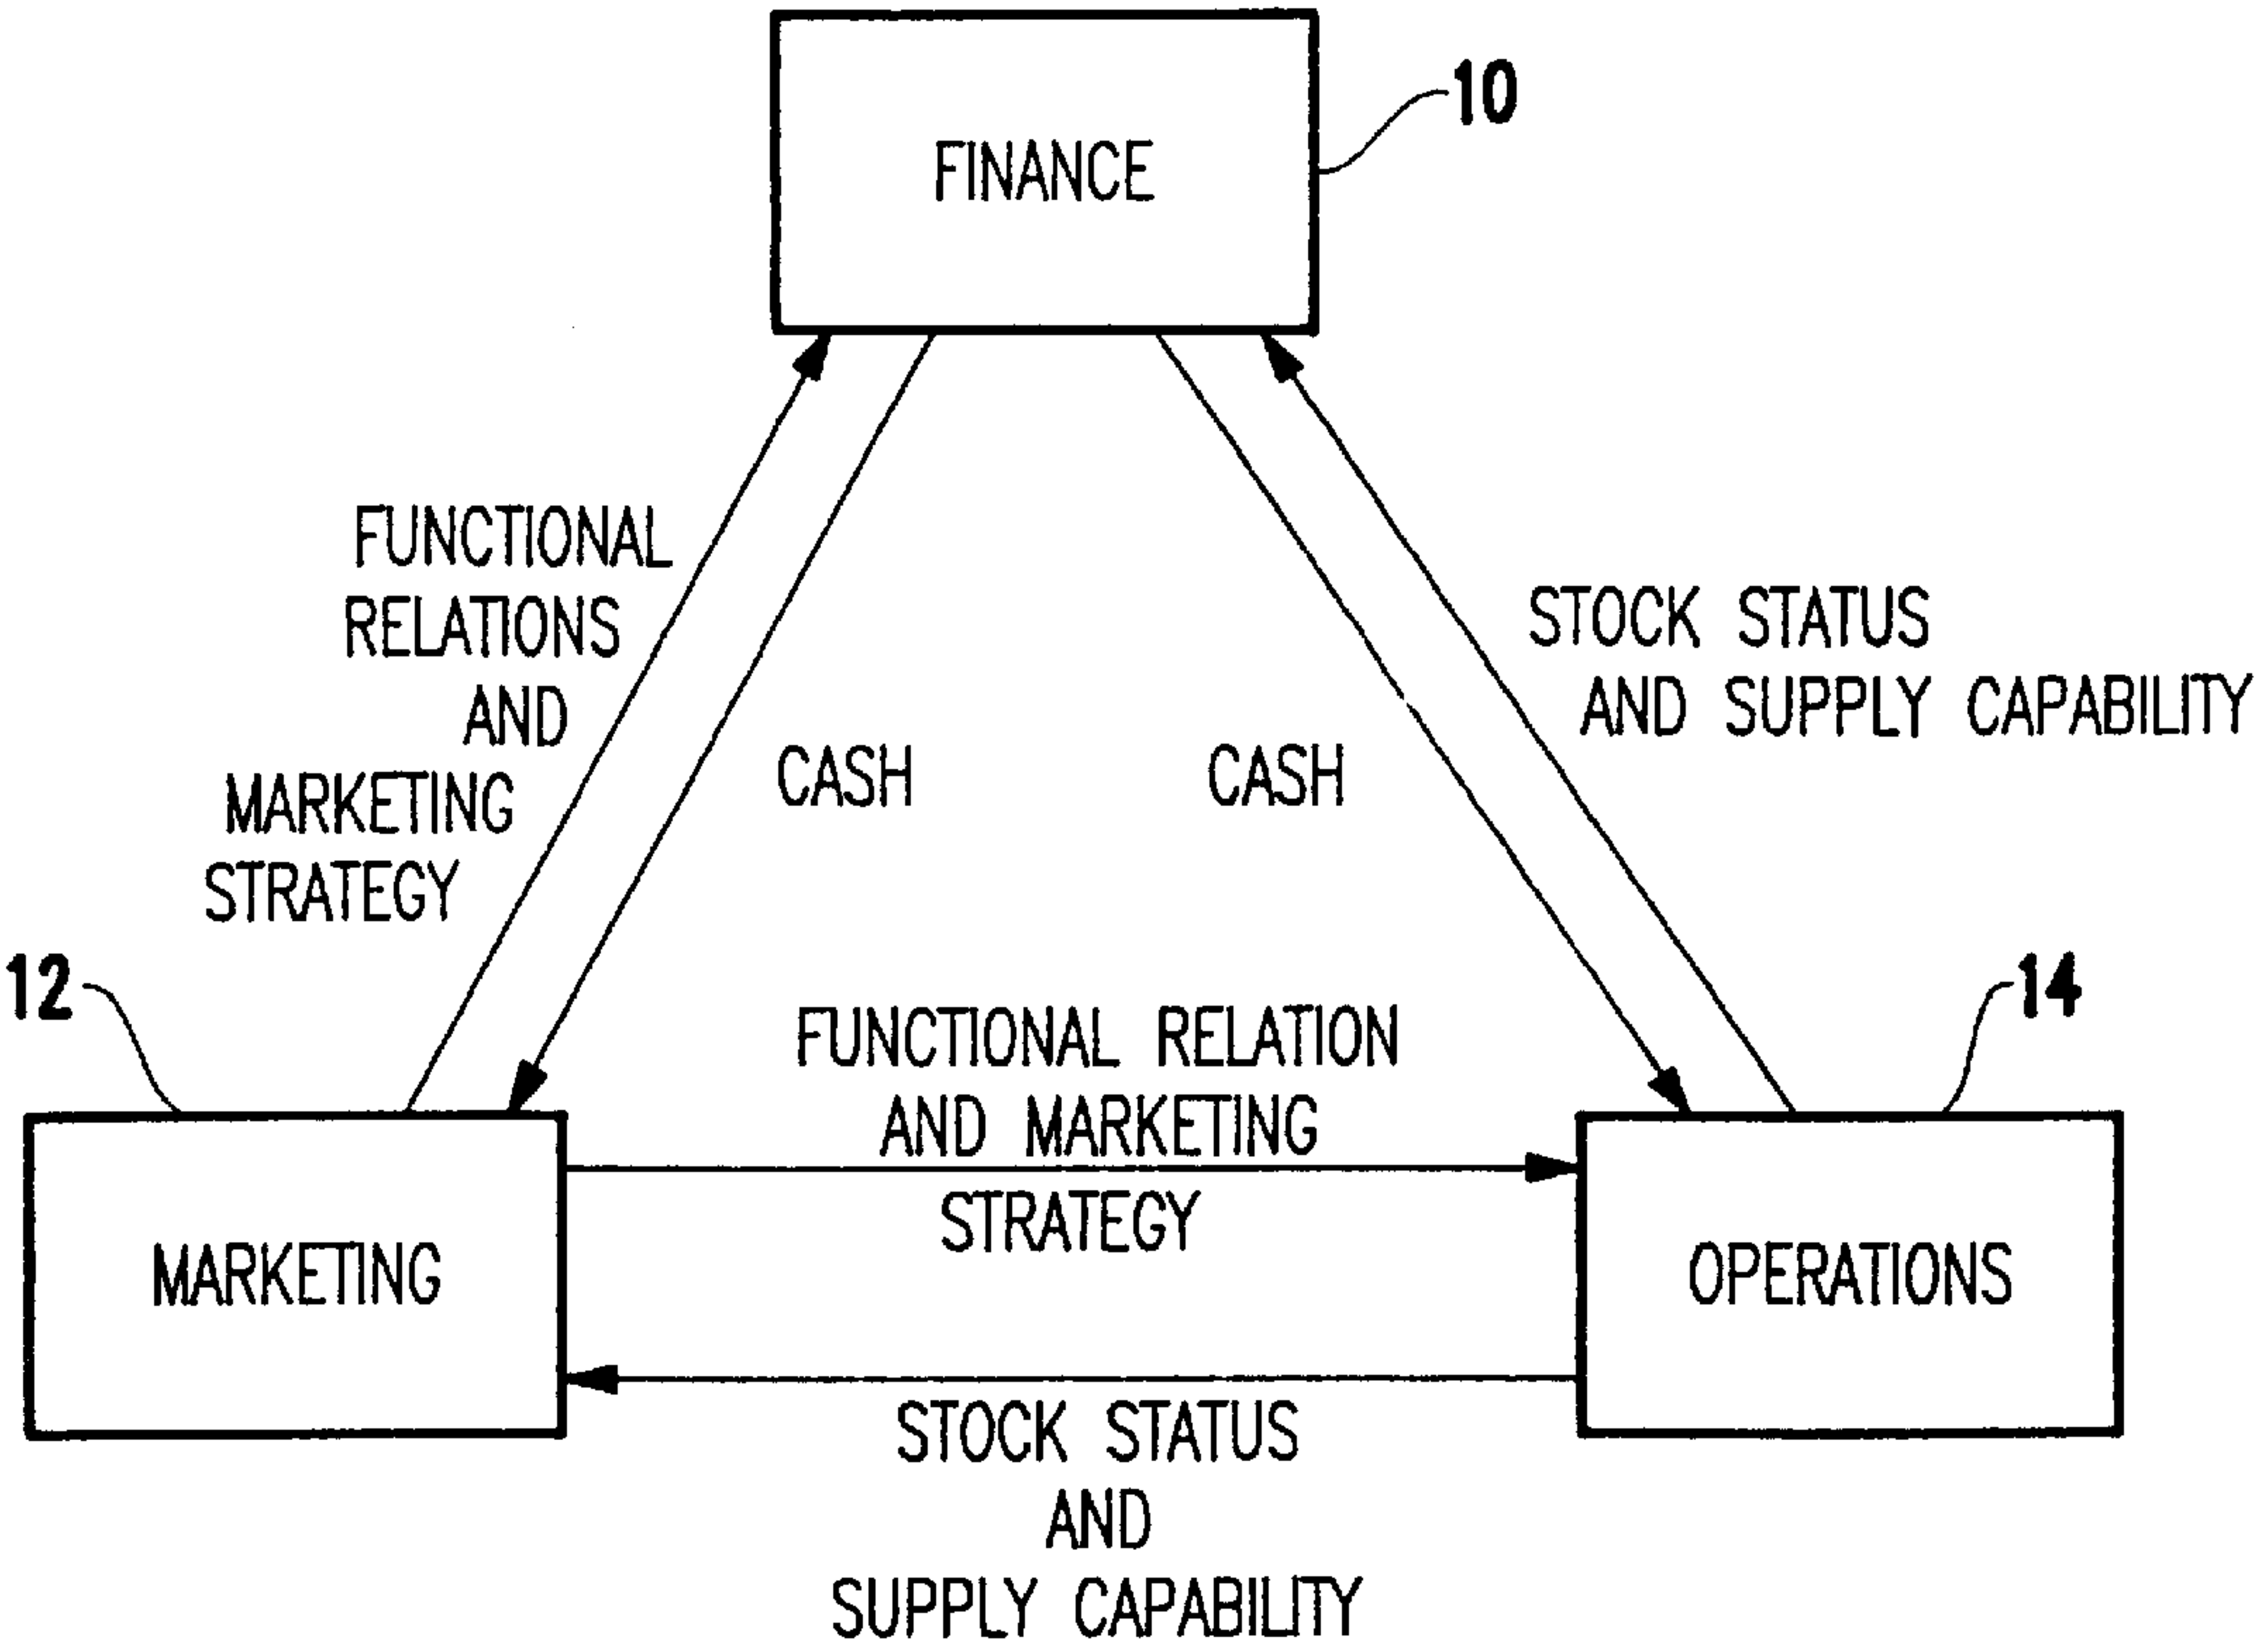 10
FINANCE
FUNCTIONAL
RELATIONS
AND
MARKETING
STRATEGY
CASH
CASH
STOCK STATUS
AND SUPPLY CAPABILITY
12
14
FUNCTIONAL RELATION
AND MARKETING
STRATEGY
MARKETING
OPERATIONS
STOCK STATUS
AND
SUPPLY CAPABILITY